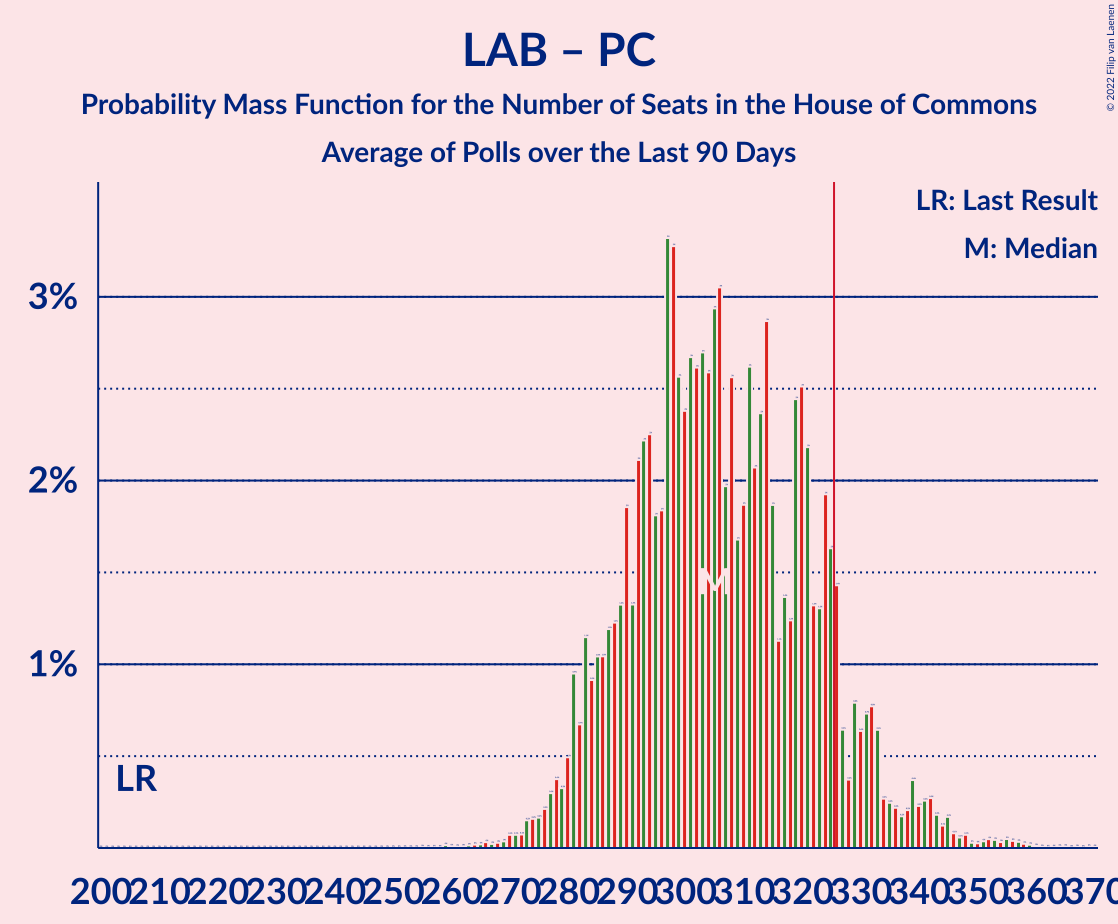 LAB – PC
Probability Mass Function for the Number of Seats in the House of Commons
Average of Polls over the Last 90 Days
© 2022 Filip van Laenen
LR: Last Result
M: Median
3%
2%
1%
LR
M
200 210 220 230 240 250 260 270 280 290 300 310 320 330 340 350 360 370